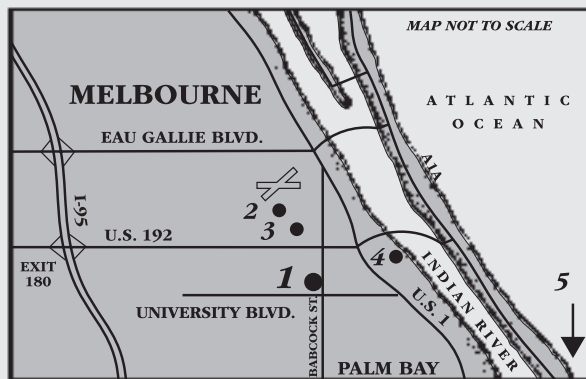 MAP NOT TO SCALE
MELBOURNE
ATLANTIC
OCEAN
EAU GALLIE BLVD.
A1A
I-95
2
3
U.S. 192
4
EXIT
180
1
INDIAN RIVER
5
U.S. 1
UNIVERSITY BLVD.
BABCOCK ST.
PALM BAY